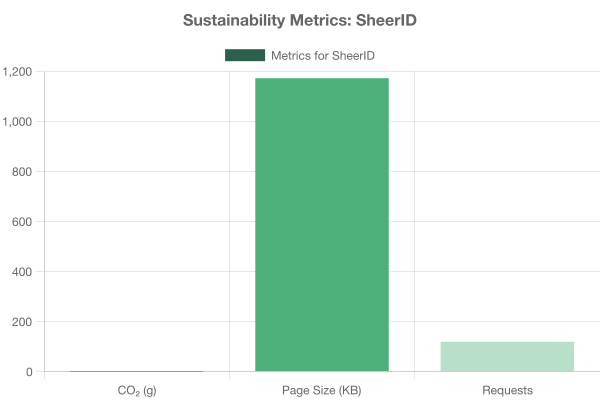 Sustainability Metrics: SheerID
Metrics for SheerID
1,200
1,000
800
600
400
200
0
CO₂ (g)
Page Size (KB)
Requests